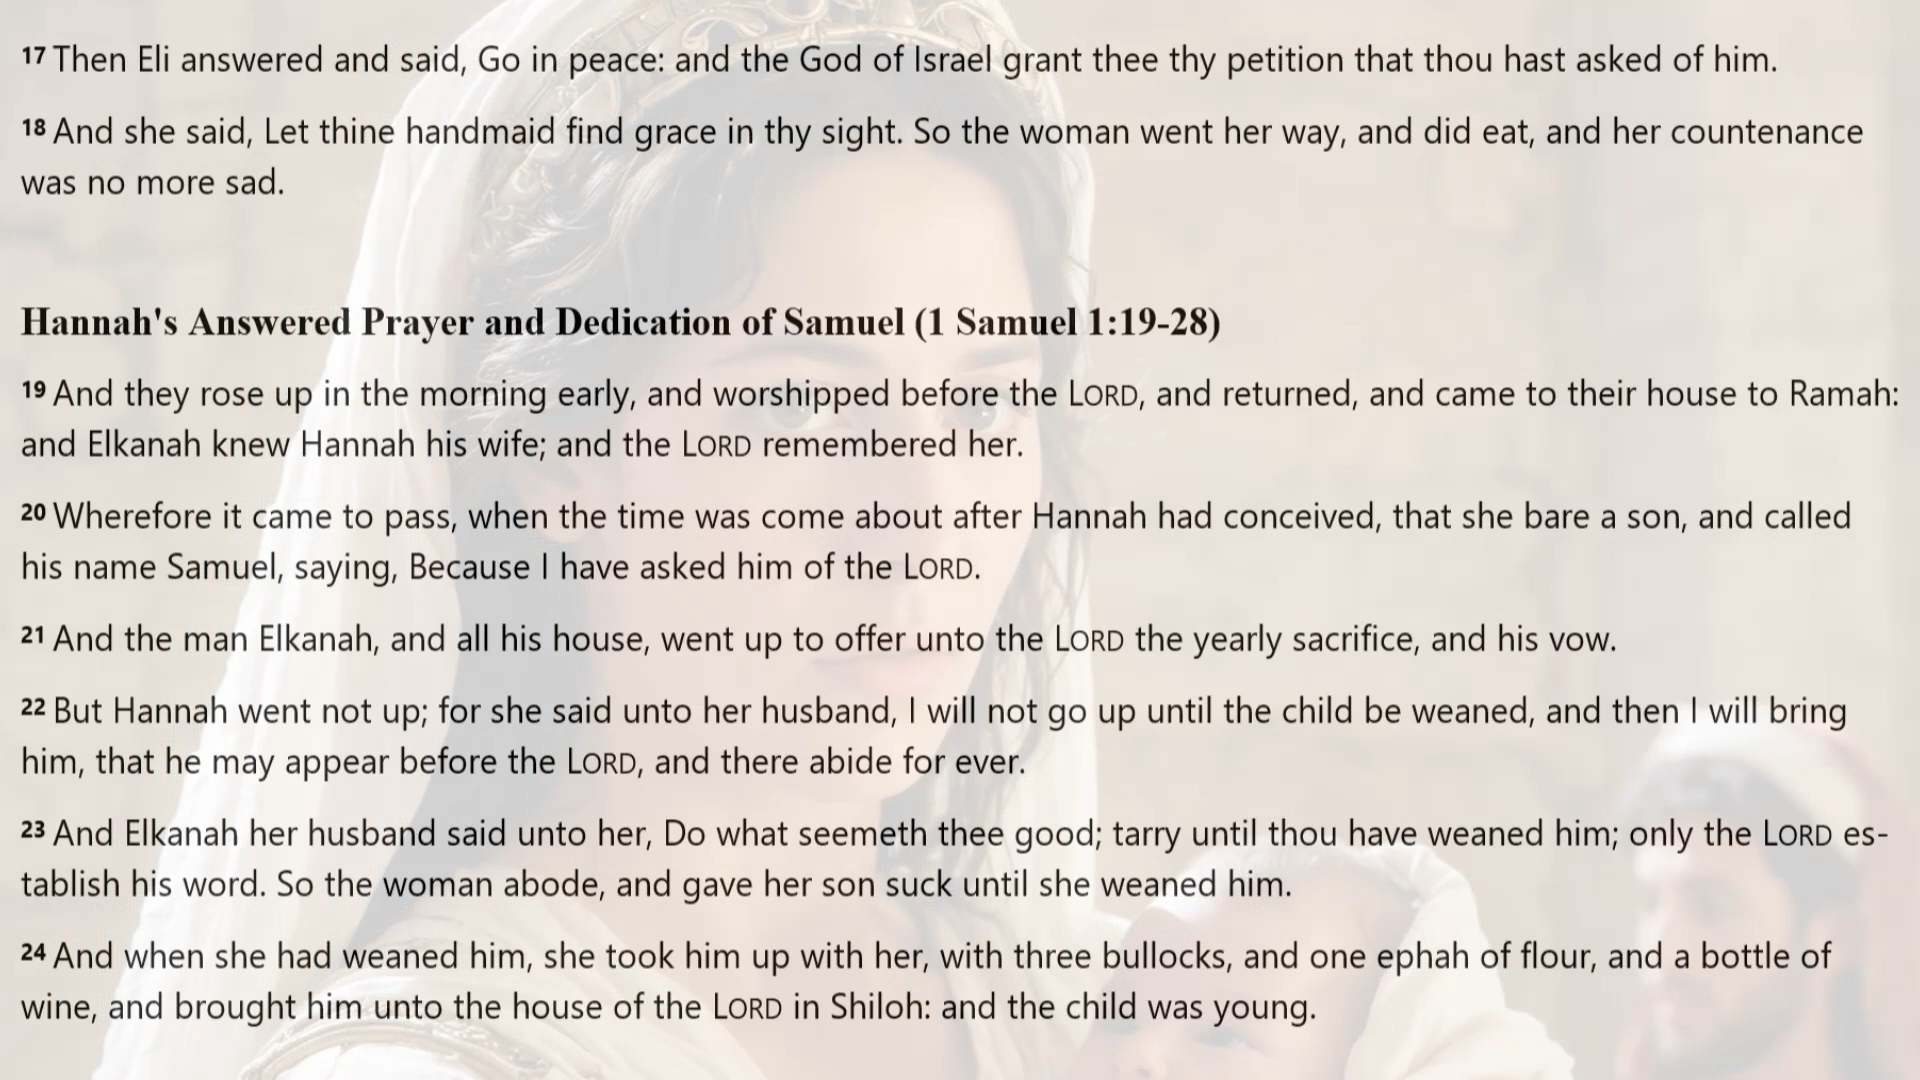 17 Then Eli answered and said, Go in peace: and the God of Israel grant thee thy petition that thou hast asked of him.
18 And she said, Let thine handmaid find grace in thy sight. So the woman went her way, and did eat, and her countenance
was no more sad.
Hannah's Answered Prayer and Dedication of Samuel (1 Samuel 1:19-28)
19 And they rose up in the morning early, and worshipped before the LORD, and returned, and came to their house to Ramah:
and Elkanah knew Hannah his wife; and the LORD remembered her.
20 Wherefore it came to pass, when the time was come about after Hannah had conceived, that she bare a son, and called
his name Samuel, saying, Because I have asked him of the LORD.
21 And the man Elkanah, and all his house, went up to offer unto the LORD the yearly sacrifice, and his vow.
22 But Hannah went not up; for she said unto her husband, I will not go up until the child be weaned, and then I will bring
him, that he may appear before the LORD, and there abide for ever.
23 And Elkanah her husband said unto her, Do what seemeth thee good; tarry until thou have weaned him; only the LORD es-
tablish his word. So the woman abode, and gave her son suck until she weaned him.
24 And when she had weaned him, she took him up with her, with three bullocks, and one ephah of flour, and a bottle of
wine, and brought him unto the house of the LORD in Shiloh: and the child was young.